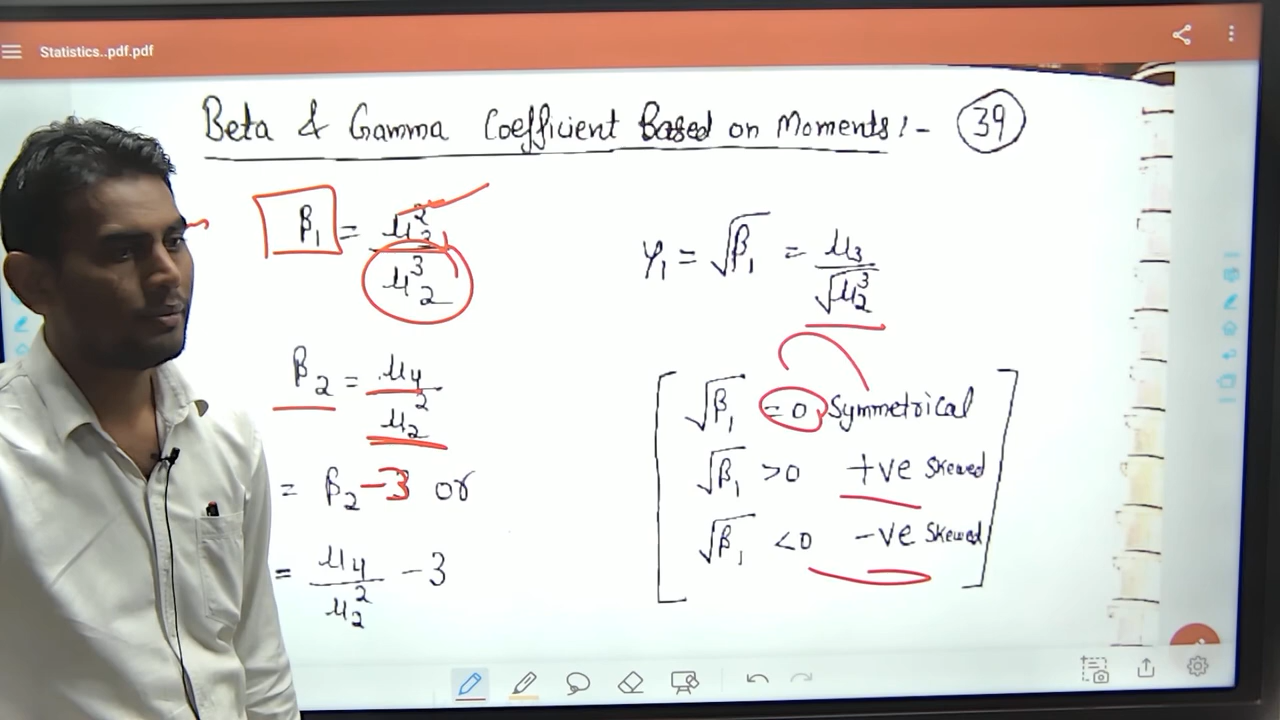 Statistics..pdf.pdf
Beta & Gamma Coefficient Based on Moments :- 39
β₁ = μ₃² / μ₂³
γ₁ = √β₁ = μ₃ / √μ₂³
β₂ = μ₄ / μ₂²
= β₂ -3 or
= μ₄ / μ₂² - 3
√β₁ = 0 Symmetrical
√β₁ > 0 +ve Skewed
√β₁ < 0 -ve Skewed